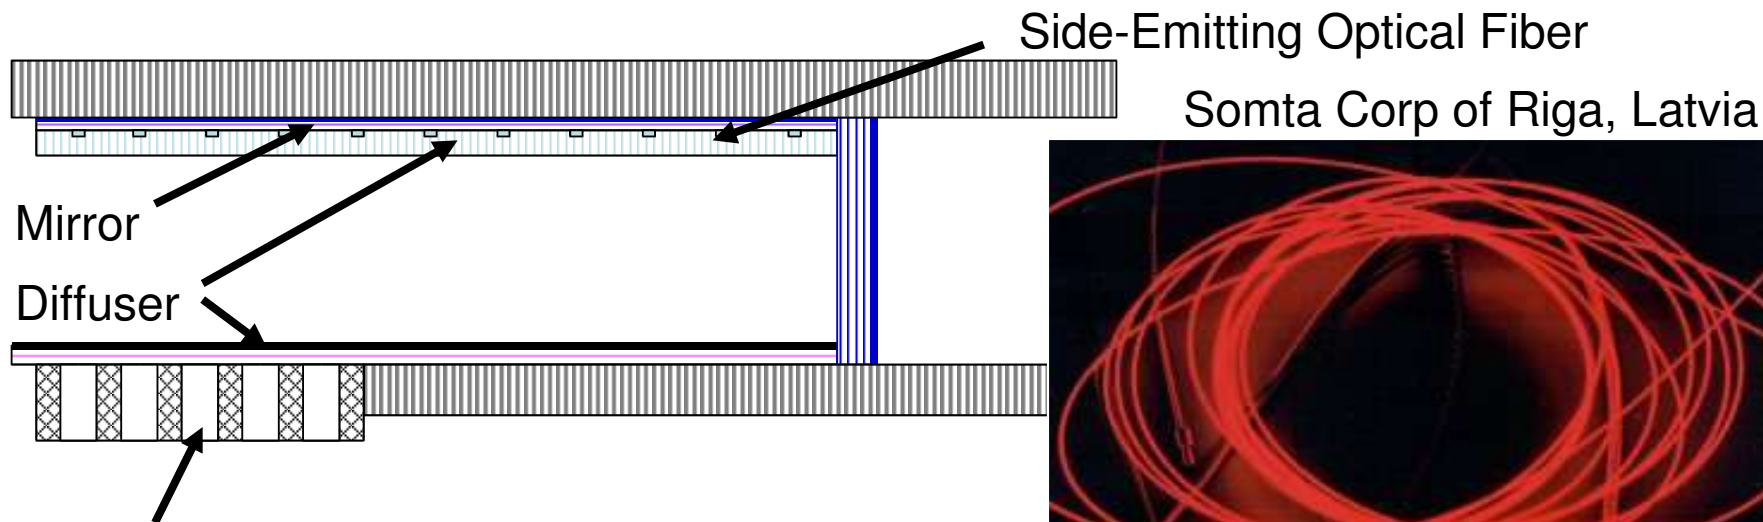 Side-Emitting Optical Fiber
Somta Corp of Riga, Latvia
Mirror
Diffuser